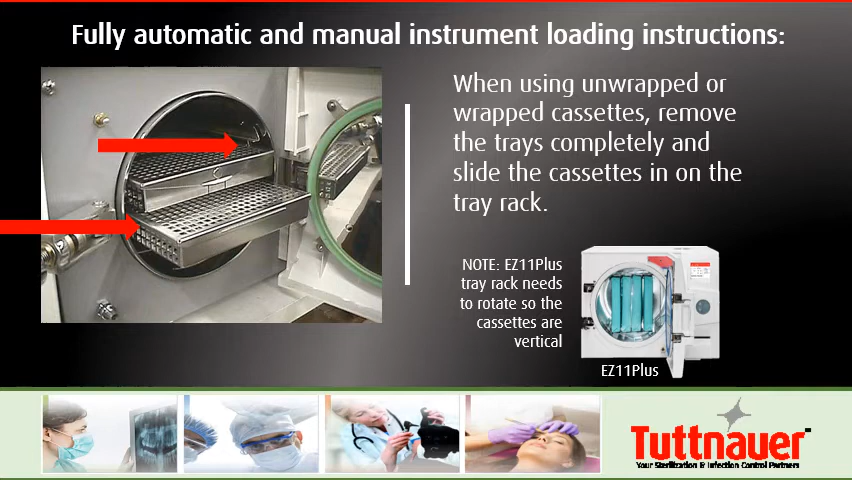 Fully automatic and manual instrument loading instructions:
When using unwrapped or
wrapped cassettes, remove
the trays completely and
slide the cassettes in on the
tray rack.
NOTE: EZ11Plus
tray rack needs
to rotate so the
cassettes are
vertical
EZ11Plus
Tuttnauer™
Your Sterilization & Infection Control Partners